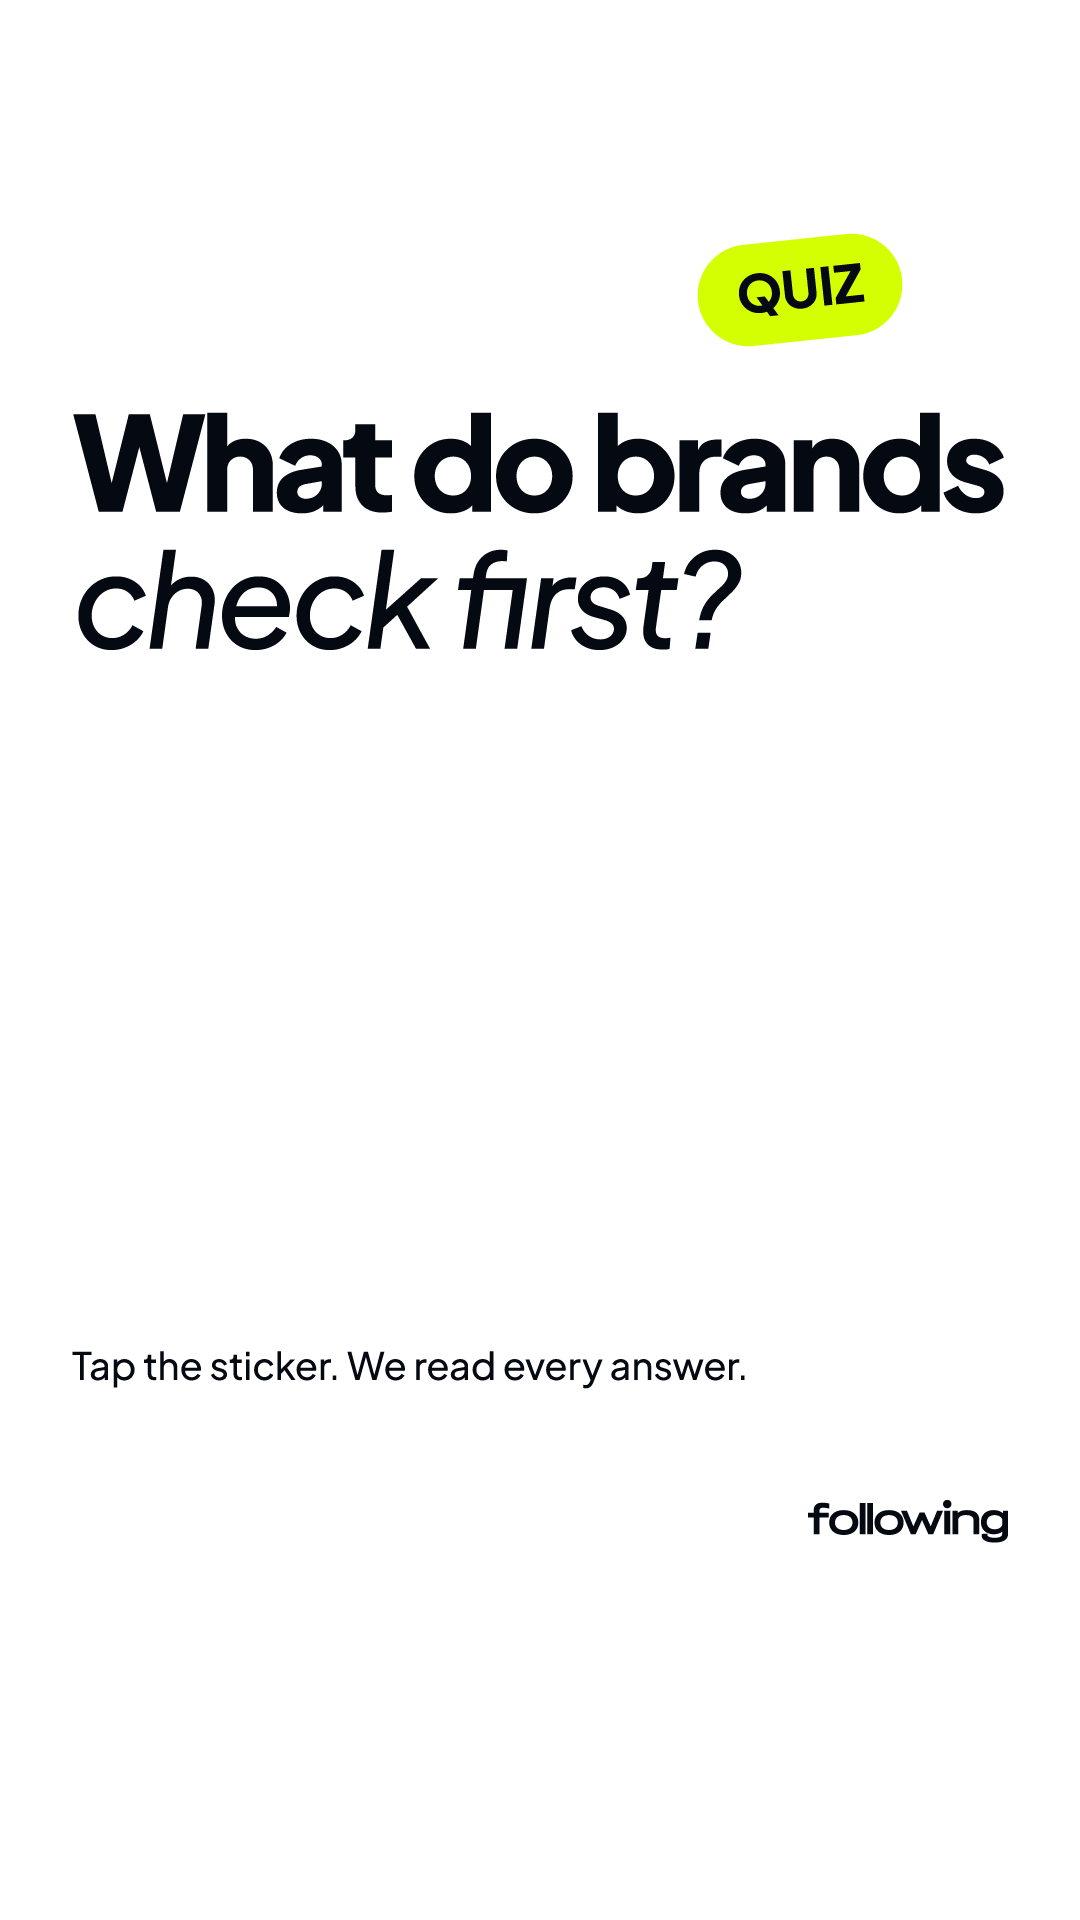 QUIZ
What do brands
check first?
Tap the sticker. We read every answer.
following